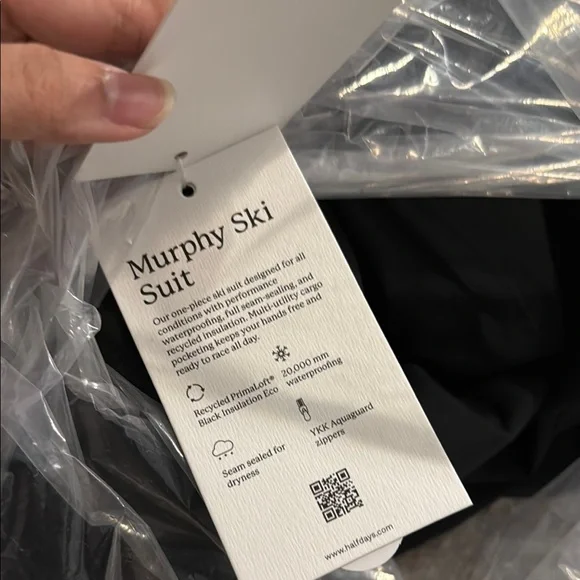 Murphy Ski
Suit
Our one-piece ski suit designed for all
conditions with performance
waterproofing, full seam-sealing, and
recycled insulation. Multi-utility cargo
pocketing keeps your hands free and
ready to race all day.
Recycled PrimaLoft®
Black Insulation Eco
20,000 mm
waterproofing
Seam sealed for
dryness
YKK Aquaguard
zippers
www.halfdays.com